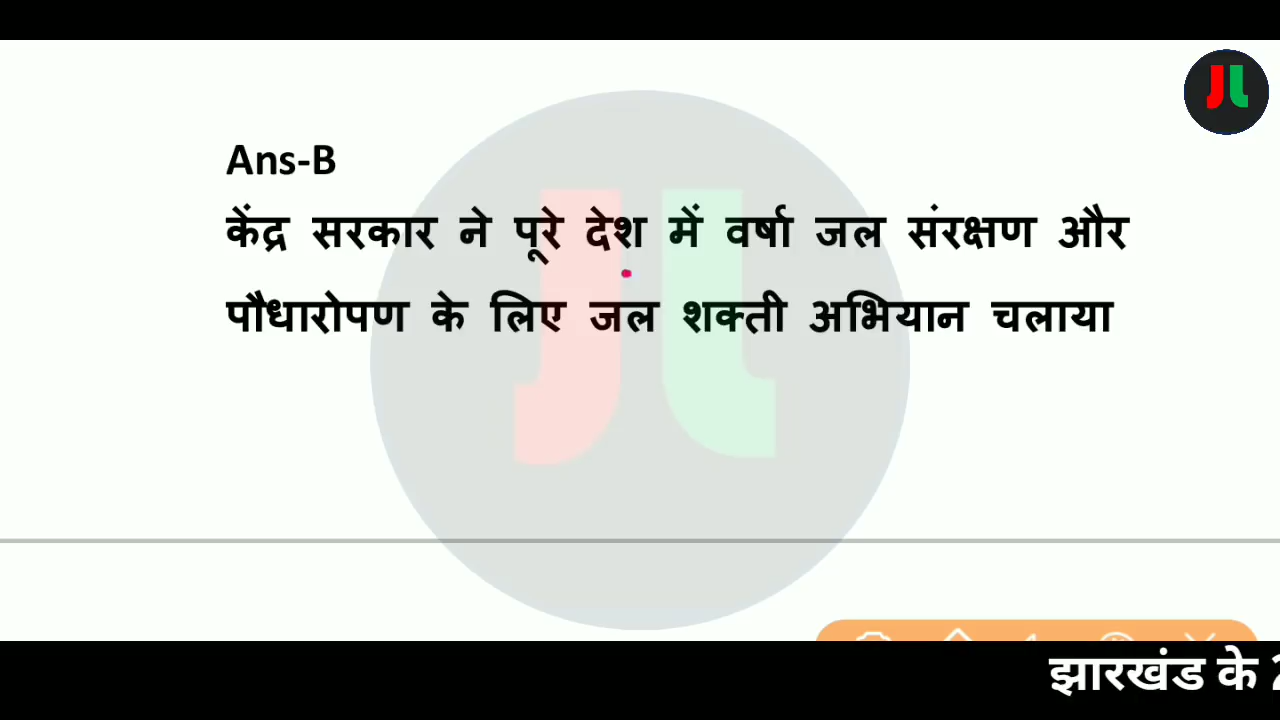 Ans-B
केंद्र सरकार ने पूरे देश में वर्षा जल संरक्षण और
पौधारोपण के लिए जल शक्ती अभियान चलाया
झारखंड के